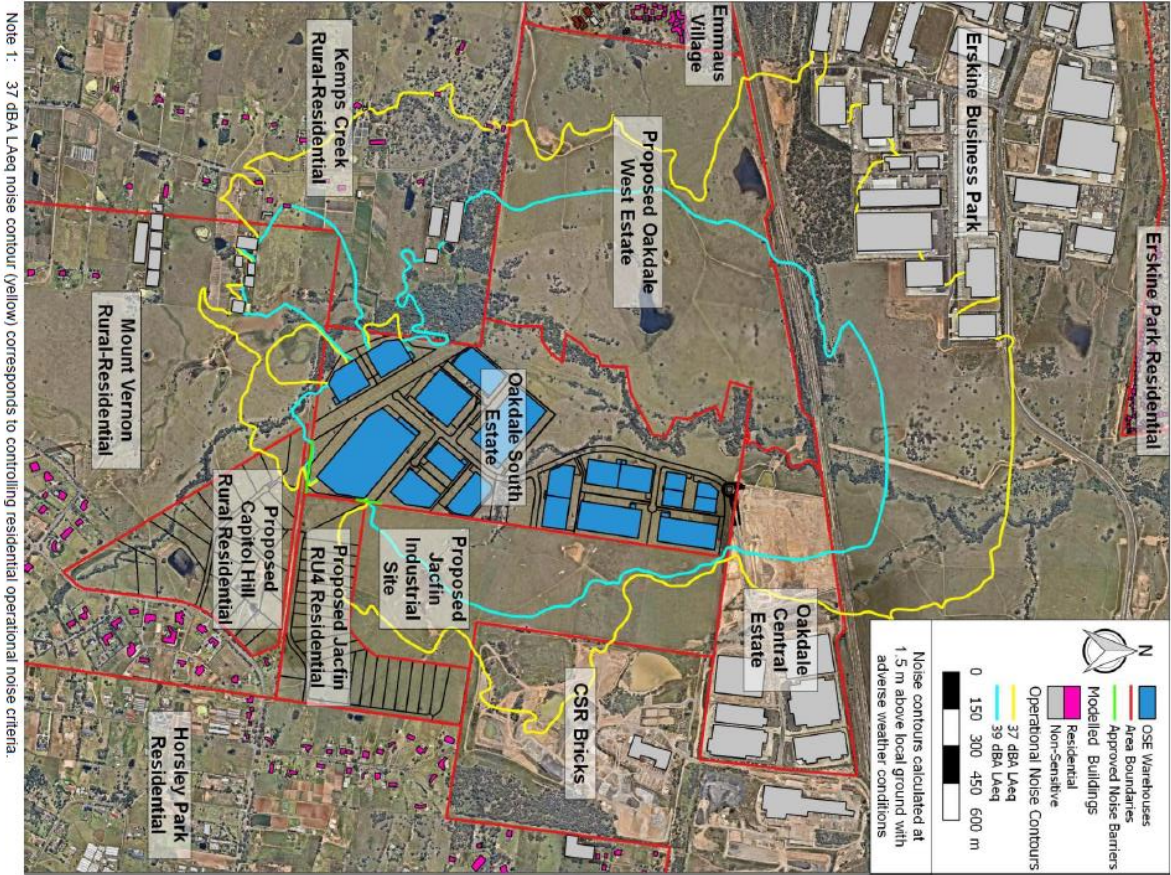 Emmaus
Village
Erskine Business Park
Erskine Park Residential
Kemps Creek
Rural-Residential
Proposed Oakdale
West Estate
Mount Vernon
Rural-Residential
Oakdale South
Estate
Proposed
Capitol Hill
Rural Residential
Proposed Jacfin
RU4 Residential
Proposed
Jacfin
Industrial
Site
Oakdale
Central
Estate
CSR Bricks
Horsley Park
Residential
N
OSE Warehouses
Area Boundaries
Approved Noise Barriers
Modelled Buildings
Residential
Non-Sensitive
Operational Noise Contours
37 dBA LAeq
39 dBA LAeq
0 150 300 450 600 m
Noise contours calculated at
1.5 m above local ground with
adverse weather conditions
Note 1: 37 dBA LAeq noise contour (yellow) corresponds to controlling residential operational noise criteria.